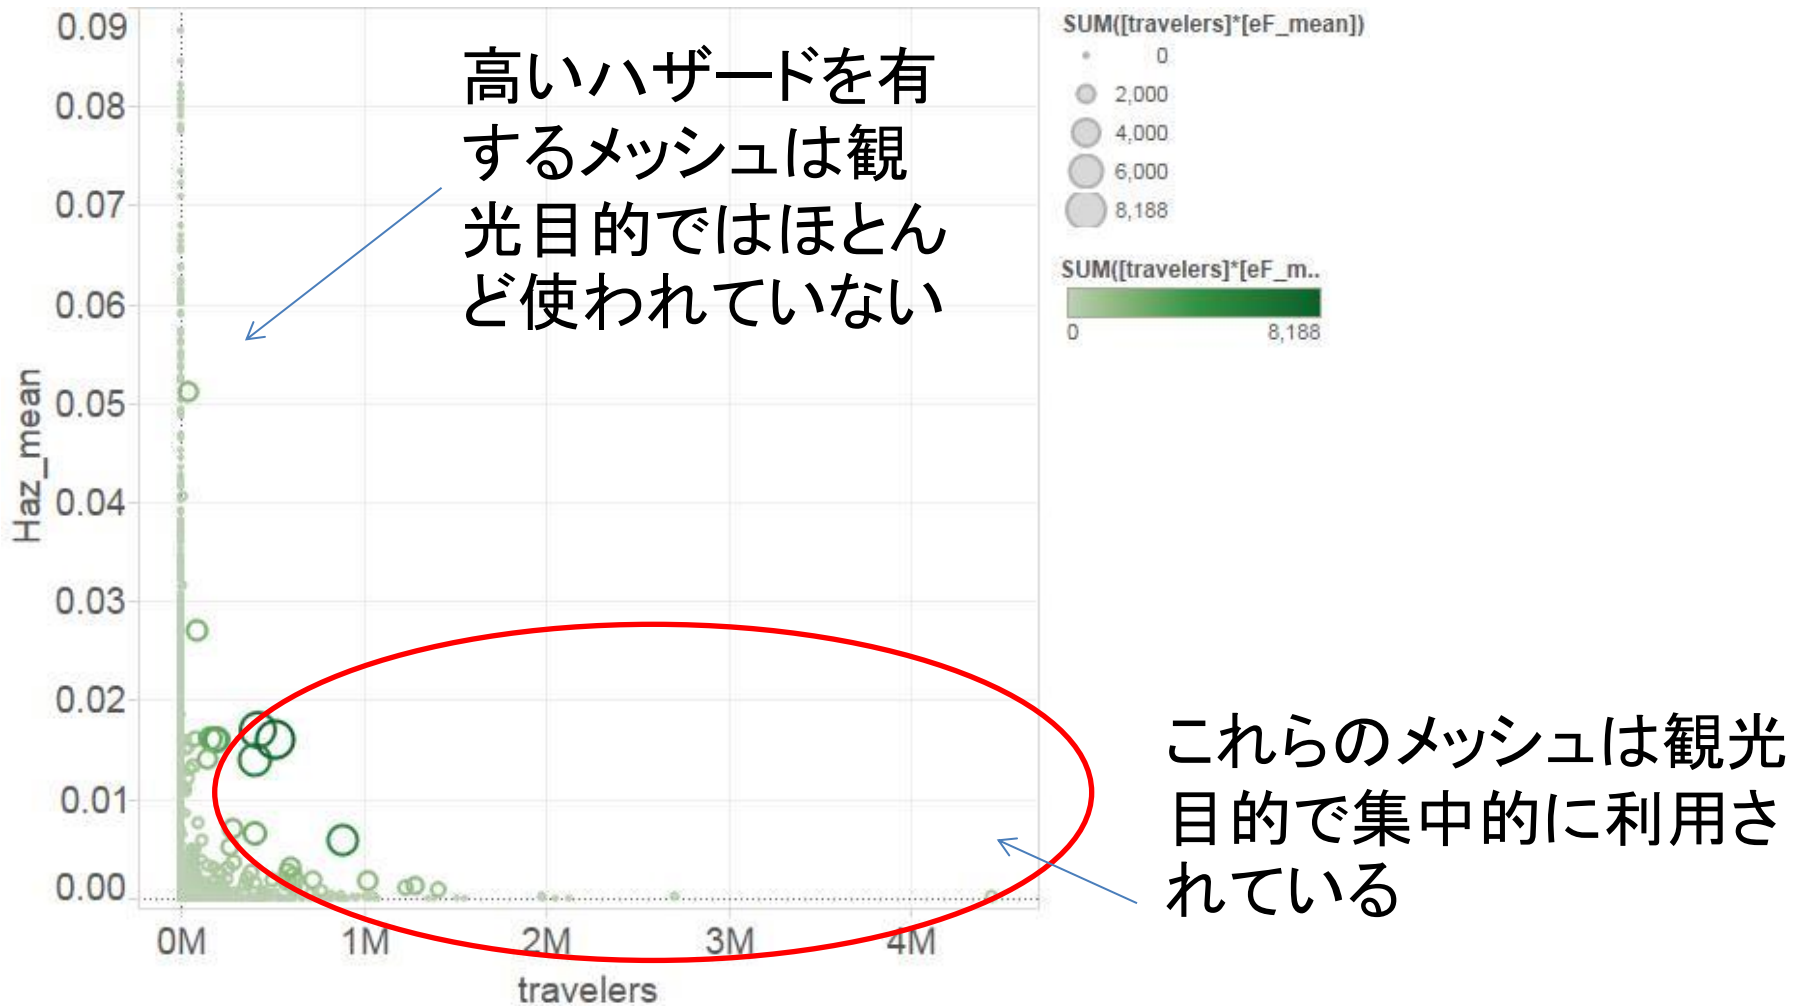 高いハザードを有
するメッシュは観
光目的ではほとん
ど使われていない
SUM([travelers]*[eF_mean])
0
2,000
4,000
6,000
8,188
SUM([travelers]*[eF_m..
0 8,188
Haz_mean
0.09
0.08
0.07
0.06
0.05
0.04
0.03
0.02
0.01
0.00
0M 1M 2M 3M 4M
travelers
これらのメッシュは観光
目的で集中的に利用さ
れている